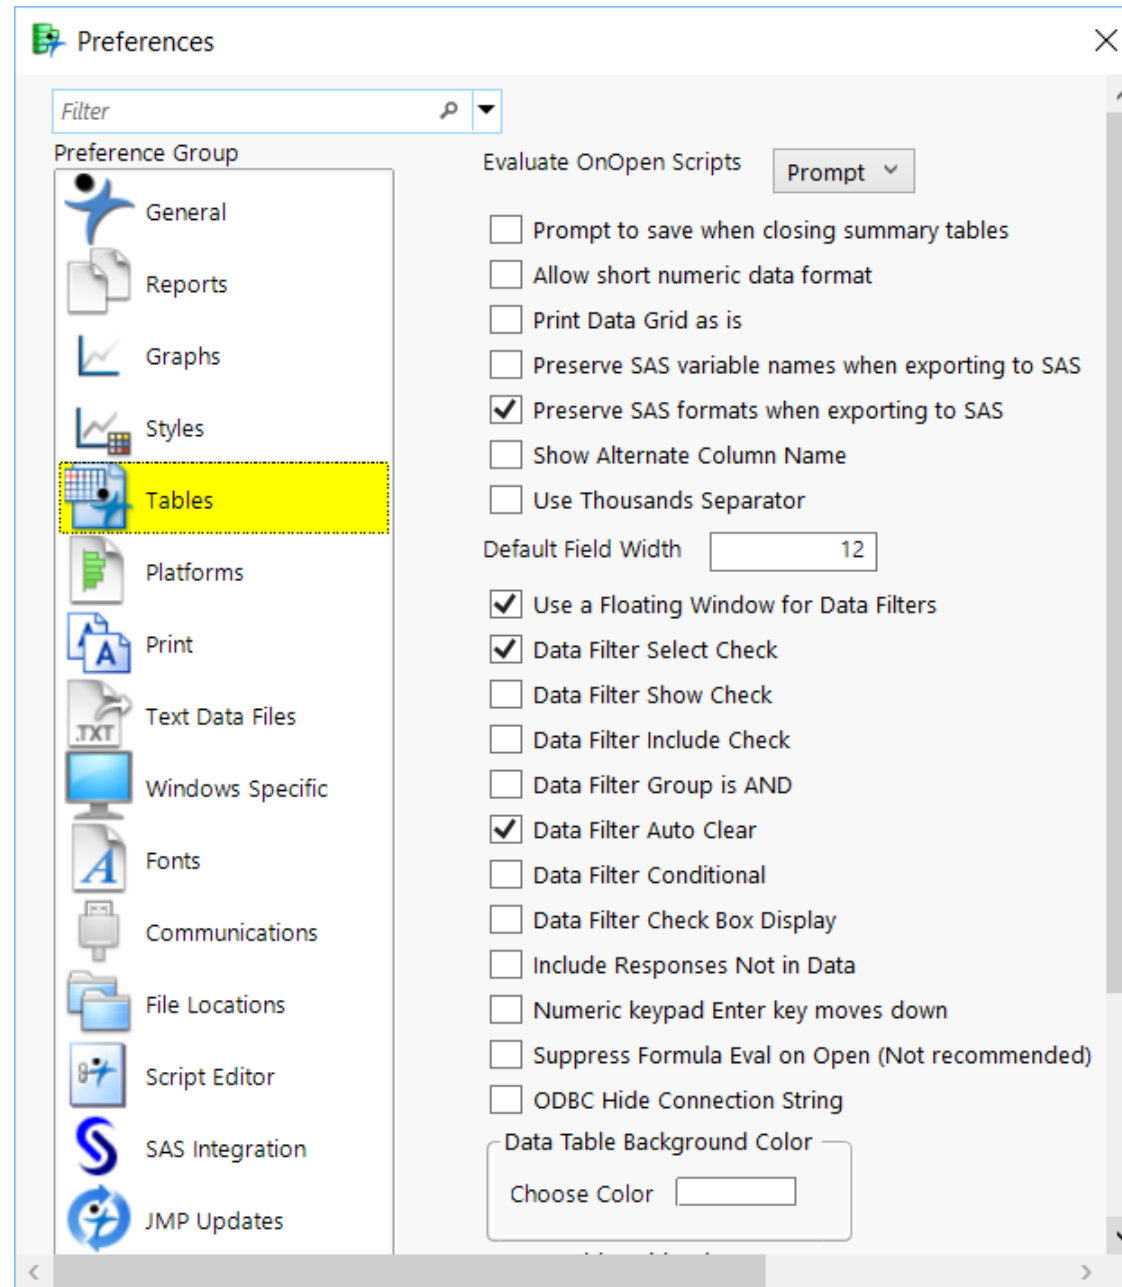 Preferences
Filter
Preference Group
General
Reports
Graphs
Styles
Tables
Platforms
Print
.TXT
Text Data Files
Windows Specific
Fonts
Communications
File Locations
Script Editor
SAS Integration
JMP Updates
Evaluate OnOpen Scripts Prompt
Prompt to save when closing summary tables
Allow short numeric data format
Print Data Grid as is
Preserve SAS variable names when exporting to SAS
Preserve SAS formats when exporting to SAS
Show Alternate Column Name
Use Thousands Separator
Default Field Width 12
Use a Floating Window for Data Filters
Data Filter Select Check
Data Filter Show Check
Data Filter Include Check
Data Filter Group is AND
Data Filter Auto Clear
Data Filter Conditional
Data Filter Check Box Display
Include Responses Not in Data
Numeric keypad Enter key moves down
Suppress Formula Eval on Open (Not recommended)
ODBC Hide Connection String
Data Table Background Color
Choose Color